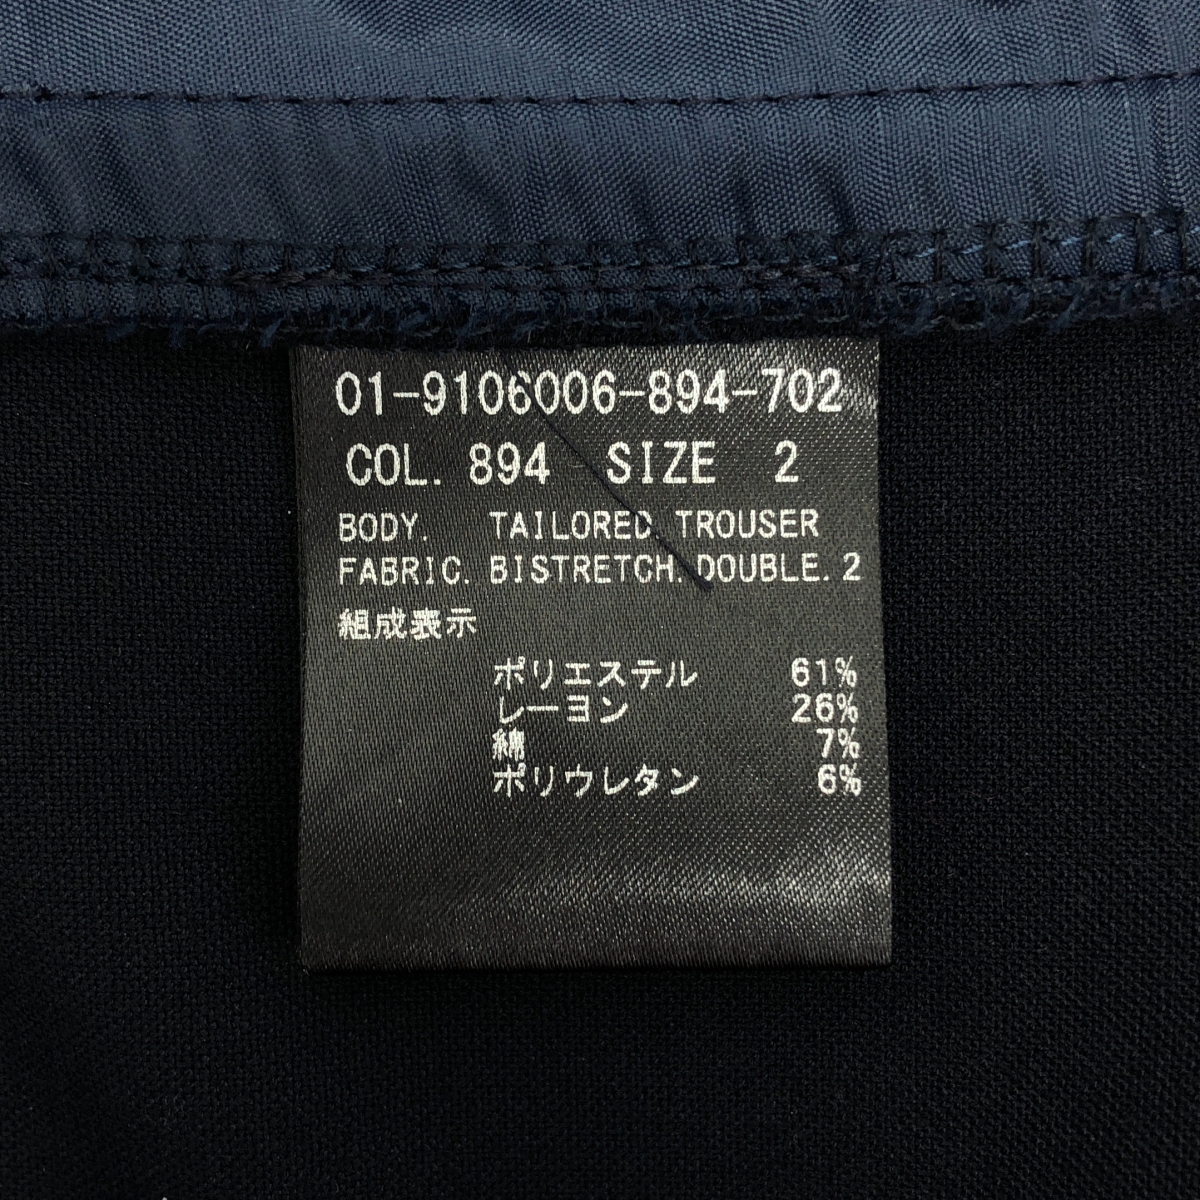 01-9106006-894-702
COL. 894 SIZE 2
BODY. TAILORED TROUSER
FABRIC. BISTRETCH.DOUBLE.2
組成表示
ポリエステル 61%
レーヨン 26%
綿 7%
ポリウレタン 6%